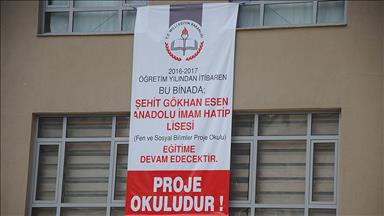 T.C. MİLLİ EĞİTİM BAKANLIĞI
2016-2017
ÖĞRETİM YILINDAN İTİBAREN
BU BİNADA;
ŞEHİT GÖKHAN ESEN
ANADOLU İMAM HATİP
LİSESİ
(Fen ve Sosyal Bilimler Proje Okulu)
EĞİTİME
DEVAM EDECEKTİR.
PROJE
OKULUDUR !